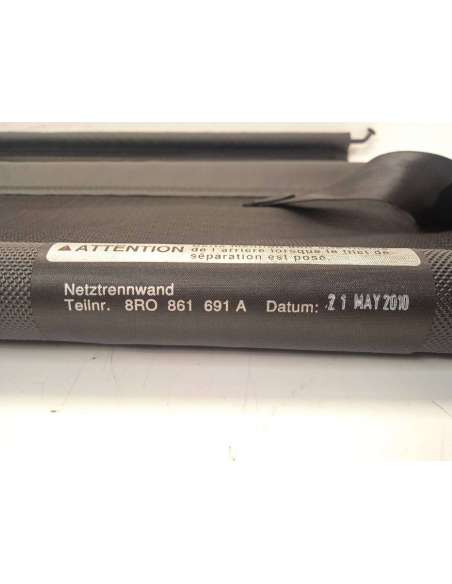 ATTENTION
de l'arrière lorsque le filet de
séparation est posé.
Netztrennwand
Teilnr. 8RO 861 691 A Datum: 21 MAY 2010